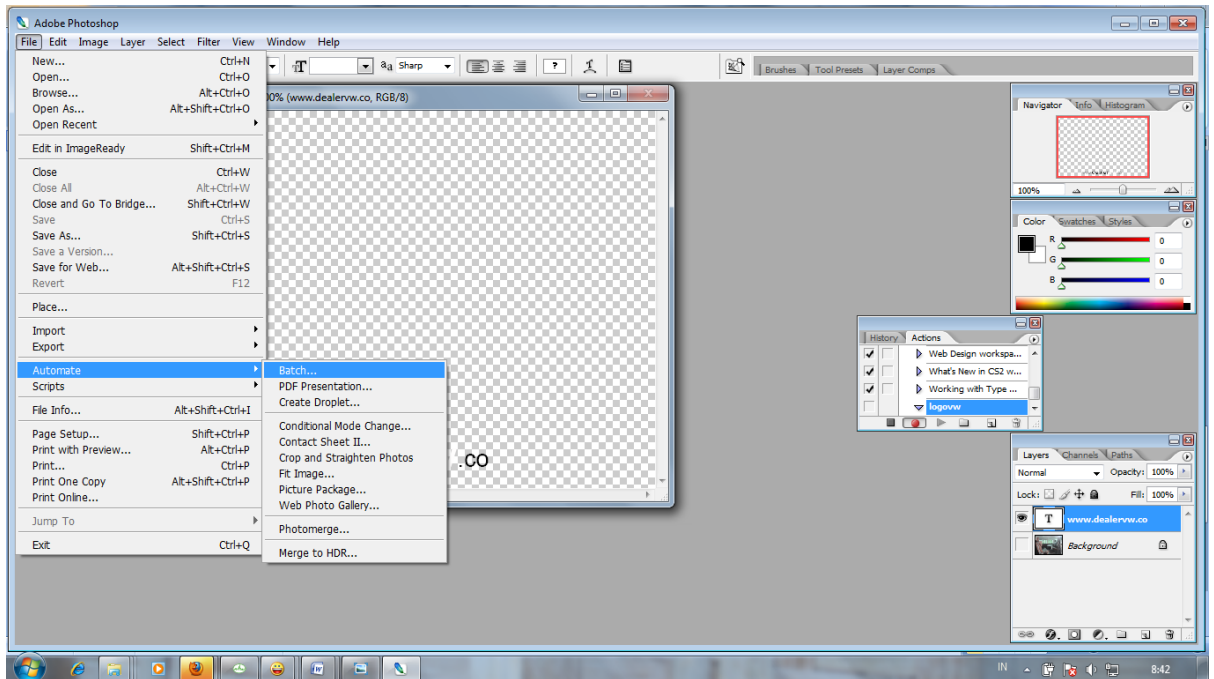 Adobe Photoshop
File Edit Image Layer Select Filter View Window Help
Sharp
?
Brushes Tool Presets Layer Comps
New... Ctrl+N
Open... Ctrl+O
Browse... Alt+Ctrl+O
Open As... Alt+Shift+Ctrl+O
Open Recent
Edit in ImageReady Shift+Ctrl+M
Close Ctrl+W
Close All Alt+Ctrl+W
Close and Go To Bridge... Shift+Ctrl+W
Save Ctrl+S
Save As... Shift+Ctrl+S
Save a Version...
Save for Web... Alt+Shift+Ctrl+S
Revert F12
Place...
Import
Export
Automate
Scripts
File Info... Alt+Shift+Ctrl+I
Page Setup... Shift+Ctrl+P
Print with Preview... Alt+Ctrl+P
Print... Ctrl+P
Print One Copy Alt+Shift+Ctrl+P
Print Online...
Jump To
Exit Ctrl+Q
Batch...
PDF Presentation...
Create Droplet...
Conditional Mode Change...
Contact Sheet II...
Crop and Straighten Photos
Fit Image...
Picture Package...
Web Photo Gallery...
Photomerge...
Merge to HDR...
00% (www.dealervw.co, RGB/8)
.co
Navigator Info Histogram
100%
Color Swatches Styles
R 0
G 0
B 0
History Actions
Web Design workspa...
What's New in CS2 w...
Working with Type ...
logovw
Layers Channels Paths
Normal Opacity: 100%
Lock: Fill: 100%
T www.dealervw.co
Background
IN 8:42